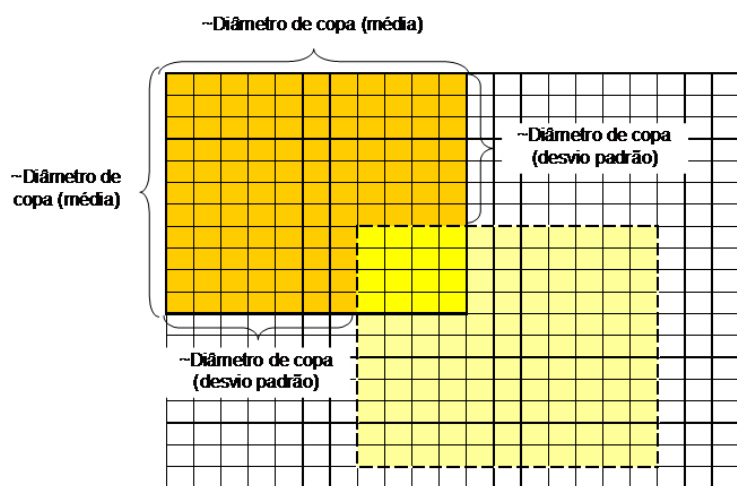 ~Diâmetro de copa (média)
~Diâmetro de copa
(desvio padrão)
~Diâmetro de
copa (média)
~Diâmetro de copa
(desvio padrão)